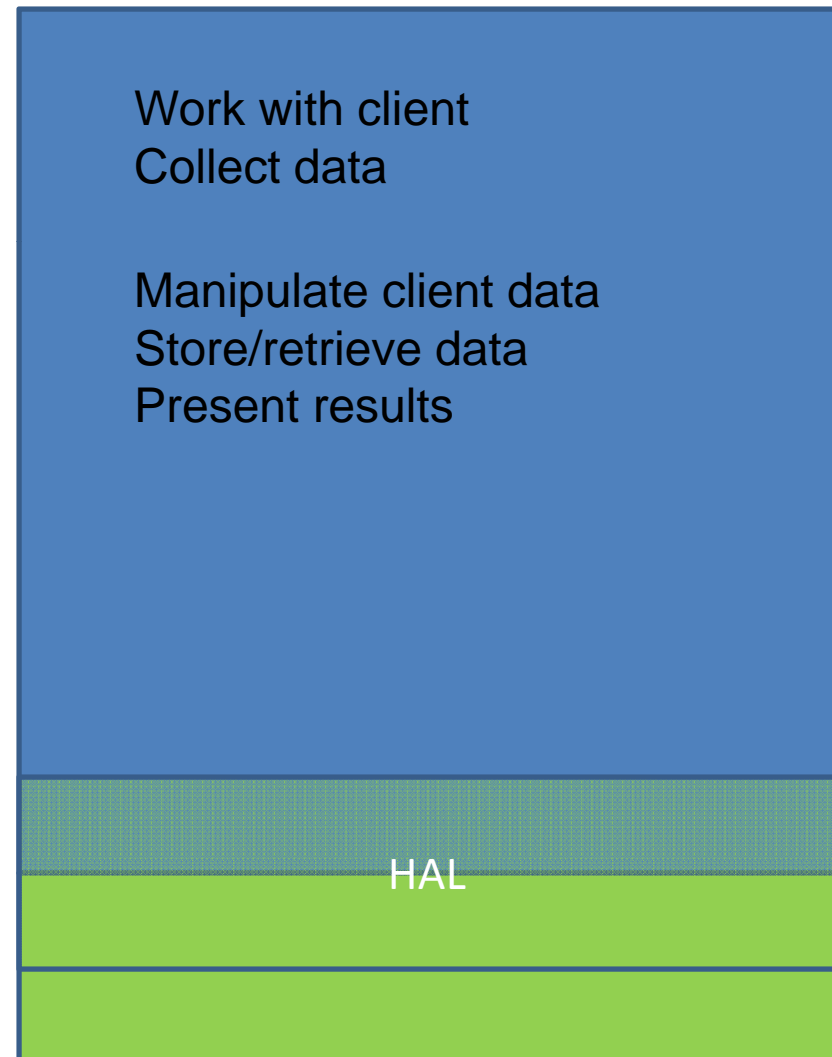 Work with client
Collect data
Manipulate client data
Store/retrieve data
Present results
HAL